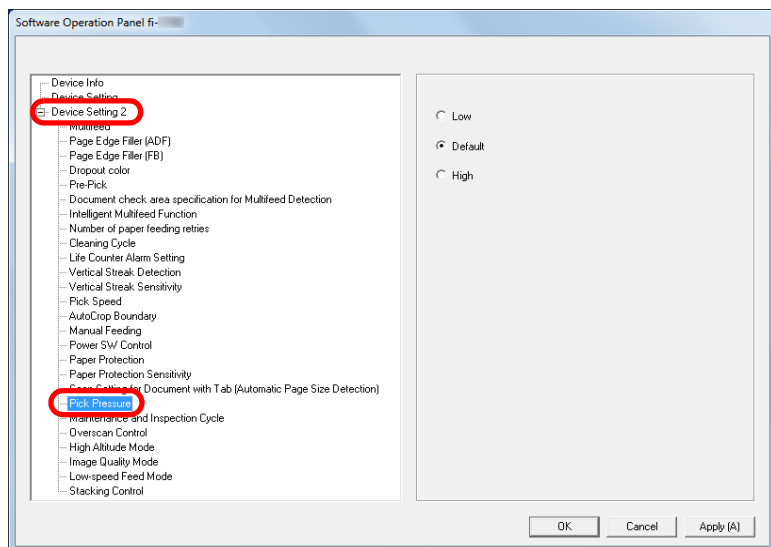 Software Operation Panel fi-
Device Info
Device Setting
Device Setting 2
Multifeed
Page Edge Filler (ADF)
Page Edge Filler (FB)
Dropout color
Pre-Pick
Document check area specification for Multifeed Detection
Intelligent Multifeed Function
Number of paper feeding retries
Cleaning Cycle
Life Counter Alarm Setting
Vertical Streak Detection
Vertical Streak Sensitivity
Pick Speed
AutoCrop Boundary
Manual Feeding
Power SW Control
Paper Protection
Paper Protection Sensitivity
Scan Setting for Document with Tab (Automatic Page Size Detection)
Pick Pressure
Maintenance and Inspection Cycle
Overscan Control
High Altitude Mode
Image Quality Mode
Low-speed Feed Mode
Stacking Control
Low
Default
High
OK Cancel Apply (A)